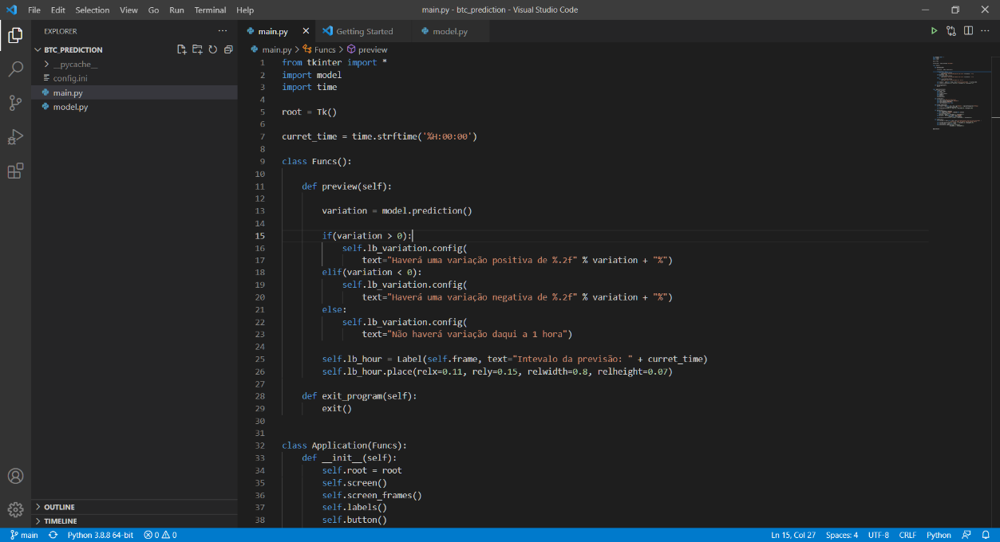 File Edit Selection View Go Run Terminal Help main.py - btc_prediction - Visual Studio Code
EXPLORER
BTC_PREDICTION
__pycache__
config.ini
main.py
model.py
OUTLINE
TIMELINE
main.py Getting Started model.py
main.py > Funcs > preview
1 from tkinter import *
2 import model
3 import time
4
5 root = Tk()
6
7 curret_time = time.strftime('%H:00:00')
8
9 class Funcs():
10
11 def preview(self):
12
13 variation = model.prediction()
14
15 if(variation > 0):
16 self.lb_variation.config(
17 text="Haverá uma variação positiva de %.2f" % variation + "%")
18 elif(variation < 0):
19 self.lb_variation.config(
20 text="Haverá uma variação negativa de %.2f" % variation + "%")
21 else:
22 self.lb_variation.config(
23 text="Não haverá variação daqui a 1 hora")
24
25 self.lb_hour = Label(self.frame, text="Intevalo da previsão: " + curret_time)
26 self.lb_hour.place(relx=0.11, rely=0.15, relwidth=0.8, relheight=0.07)
27
28 def exit_program(self):
29 exit()
30
31
32 class Application(Funcs):
33 def __init__(self):
34 self.root = root
35 self.screen()
36 self.screen_frames()
37 self.labels()
38 self.button()
main Python 3.8.8 64-bit 0 0 Ln 15, Col 27 Spaces: 4 UTF-8 CRLF Python